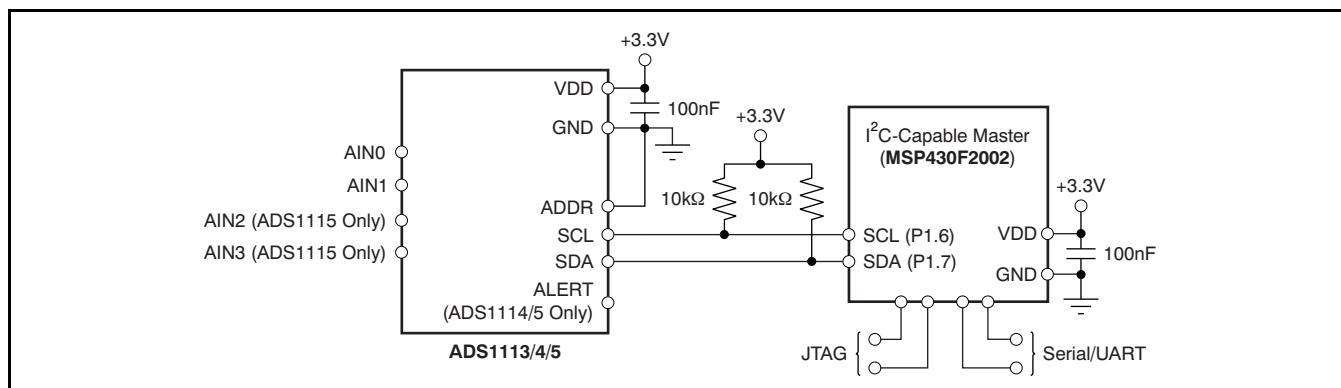 +3.3V
VDD
100nF
GND
+3.3V
I²C-Capable Master
(MSP430F2002)
AIN0
AIN1
+3.3V
10kΩ
10kΩ
ADDR
AIN2 (ADS1115 Only)
SCL
SCL (P1.6)
VDD
AIN3 (ADS1115 Only)
SDA
SDA (P1.7)
100nF
GND
ALERT
(ADS1114/5 Only)
ADS1113/4/5
JTAG
Serial/UART